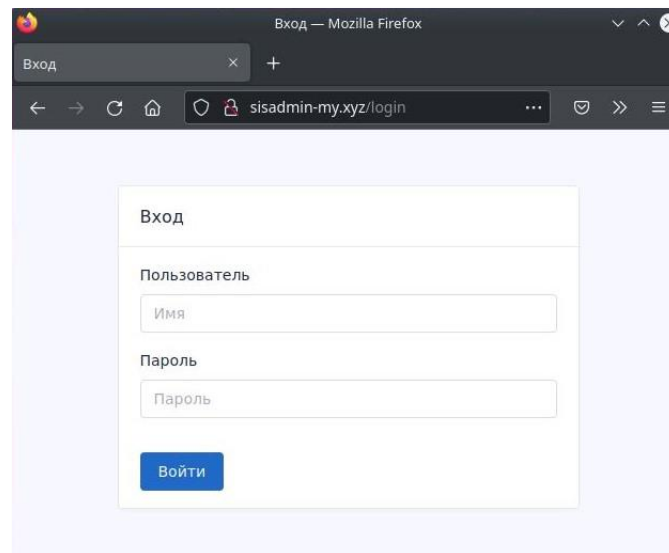 Вход — Mozilla Firefox
Вход
sisadmin-my.xyz/login
Вход
Пользователь
Имя
Пароль
Пароль
Войти